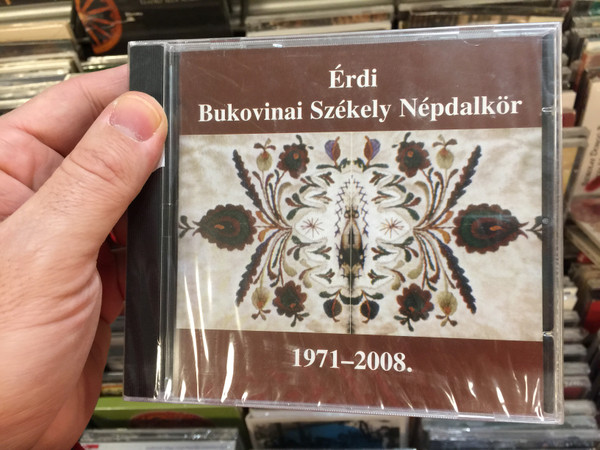 Érdi
Bukovinai Székely Népdalkör
1971–2008.